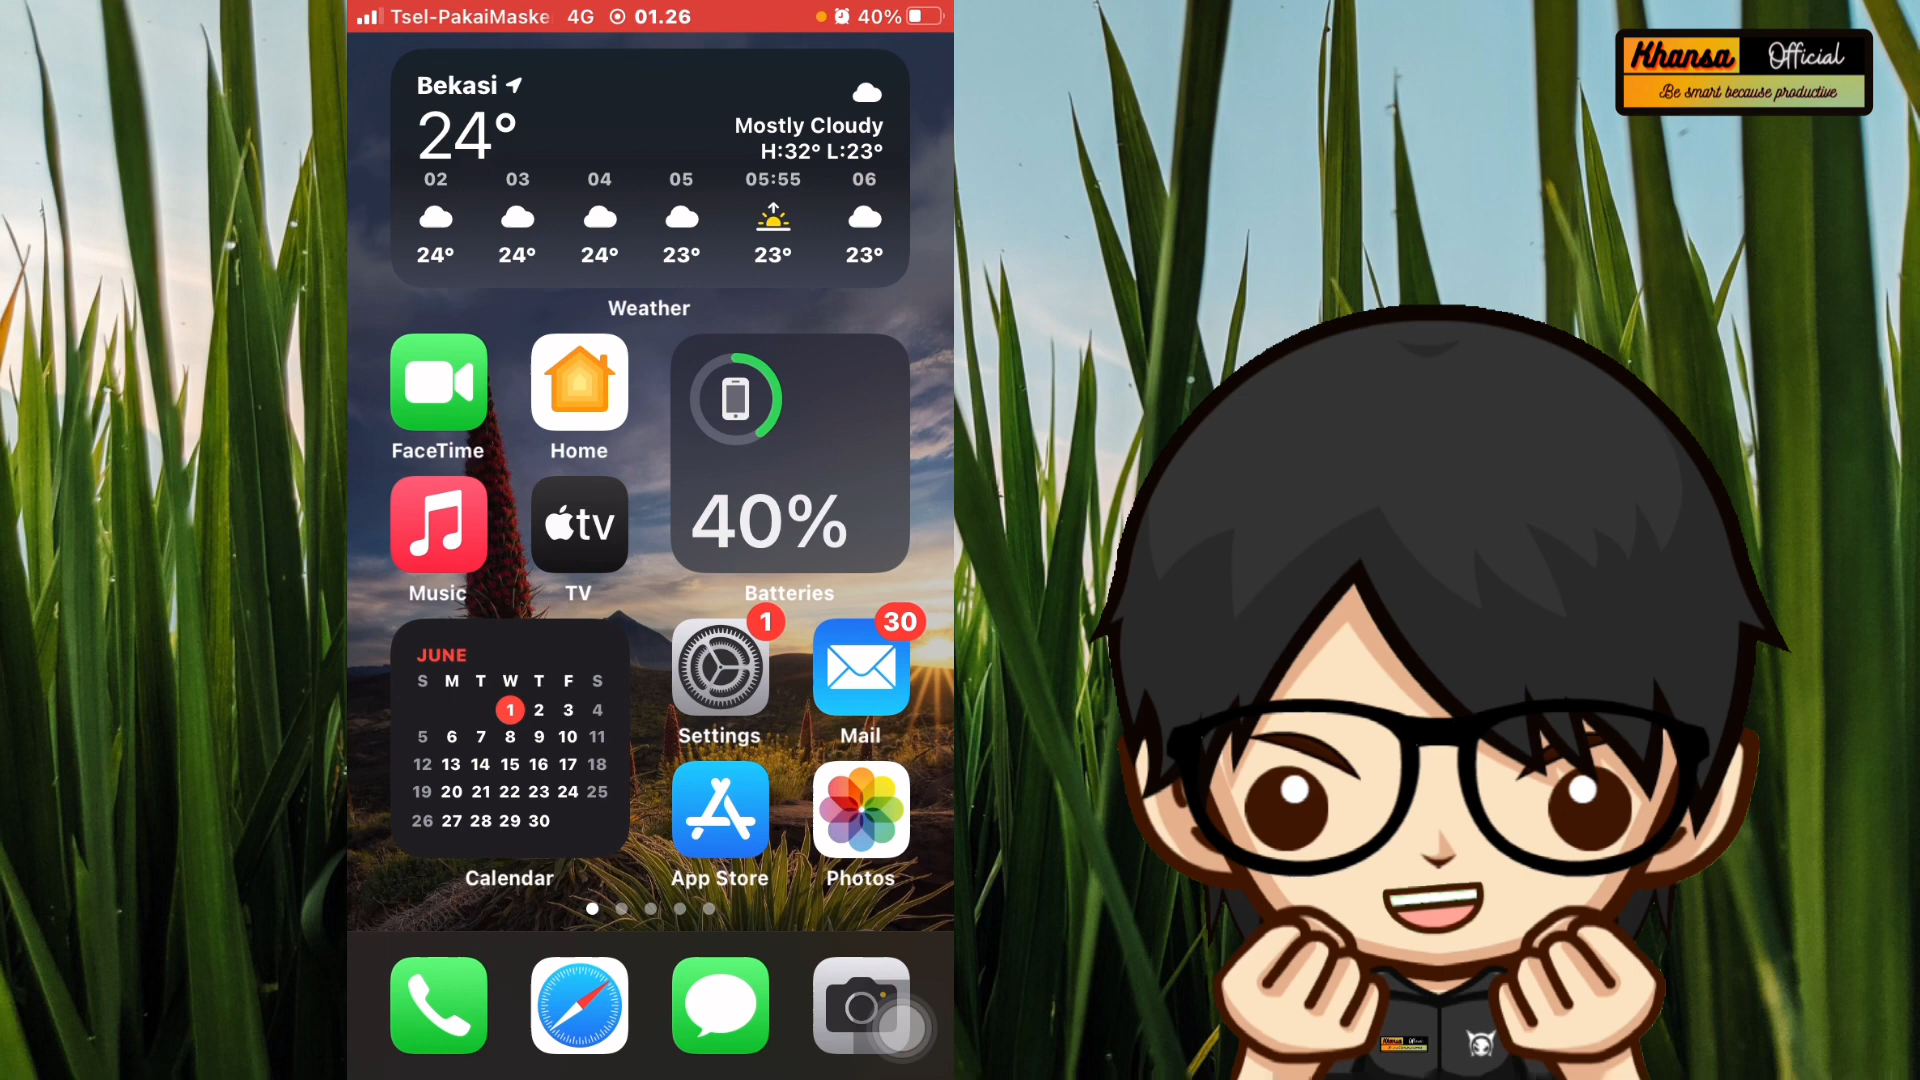 Tsel-PakaiMaske 4G 01.26 40%
Bekasi
24°
Mostly Cloudy
H:32° L:23°
02 03 04 05 05:55 06
24° 24° 24° 23° 23° 23°
Weather
FaceTime
Home
40%
Batteries
Music
tv
TV
JUNE
S M T W T F S
1 2 3 4
5 6 7 8 9 10 11
12 13 14 15 16 17 18
19 20 21 22 23 24 25
26 27 28 29 30
Calendar
1
Settings
30
Mail
App Store
Photos
Khansa Official
Be smart because productive
Khansa